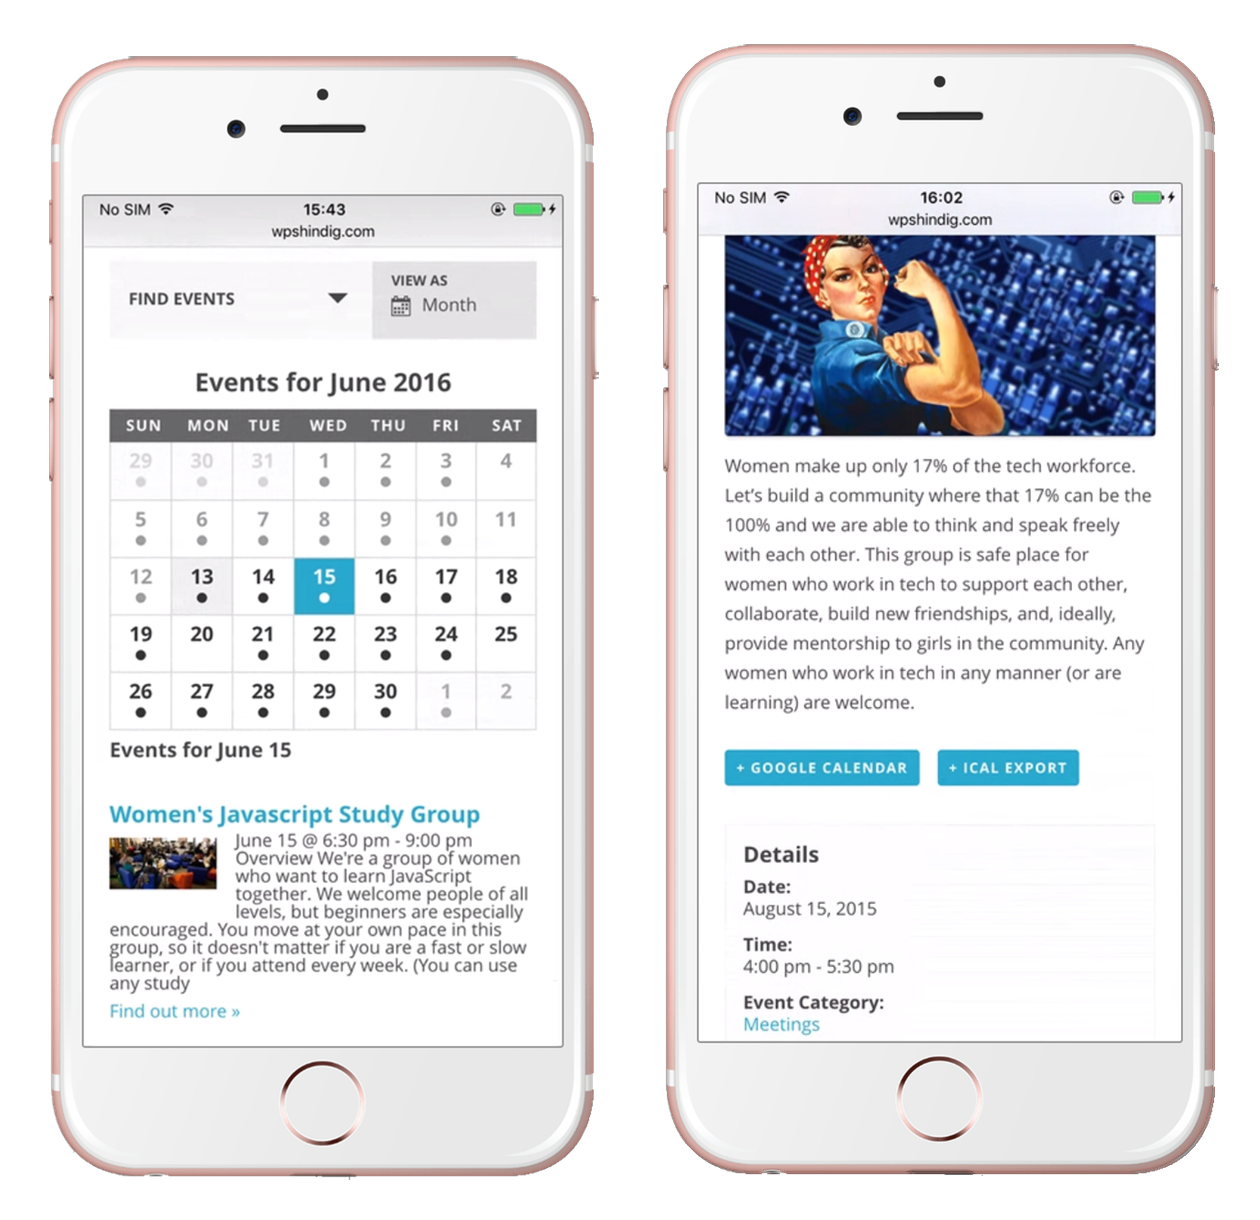 No SIM 15:43
wpshindig.com
FIND EVENTS
VIEW AS
Month
Events for June 2016
SUN MON TUE WED THU FRI SAT
29 30 31 1 2 3 4
5 6 7 8 9 10 11
12 13 14 15 16 17 18
19 20 21 22 23 24 25
26 27 28 29 30 1 2
Events for June 15
Women's Javascript Study Group
June 15 @ 6:30 pm - 9:00 pm
Overview We're a group of women
who want to learn JavaScript
together. We welcome people of all
levels, but beginners are especially
encouraged. You move at your own pace in this
group, so it doesn't matter if you are a fast or slow
learner, or if you attend every week. (You can use
any study
Find out more »
No SIM 16:02
wpshindig.com
Women make up only 17% of the tech workforce.
Let's build a community where that 17% can be the
100% and we are able to think and speak freely
with each other. This group is safe place for
women who work in tech to support each other,
collaborate, build new friendships, and, ideally,
provide mentorship to girls in the community. Any
women who work in tech in any manner (or are
learning) are welcome.
+ GOOGLE CALENDAR + ICAL EXPORT
Details
Date:
August 15, 2015
Time:
4:00 pm - 5:30 pm
Event Category:
Meetings